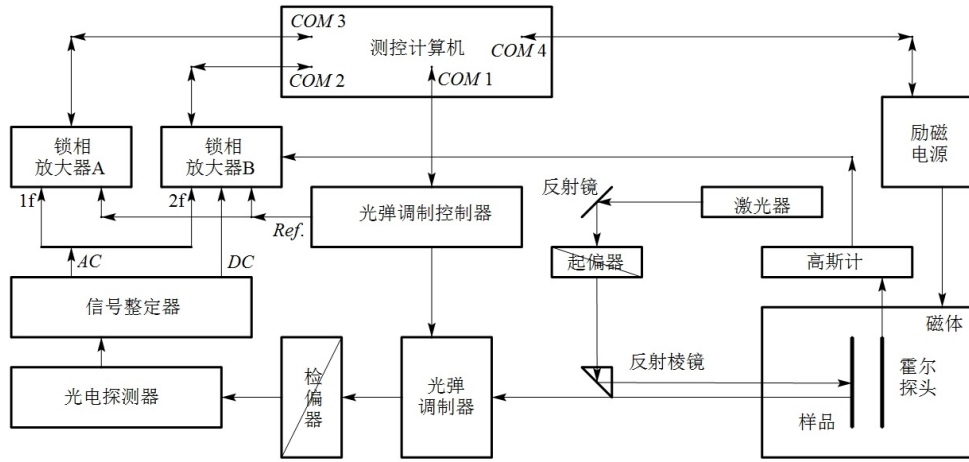 COM 3
测控计算机
COM 4
COM 2
COM 1
锁相
放大器A
锁相
放大器B
励磁
电源
1f
2f
反射镜
激光器
光弹调制控制器
Ref.
AC
DC
起偏器
高斯计
信号整定器
磁体
反射棱镜
霍尔
探头
光电探测器
检
偏
器
光弹
调制器
样品